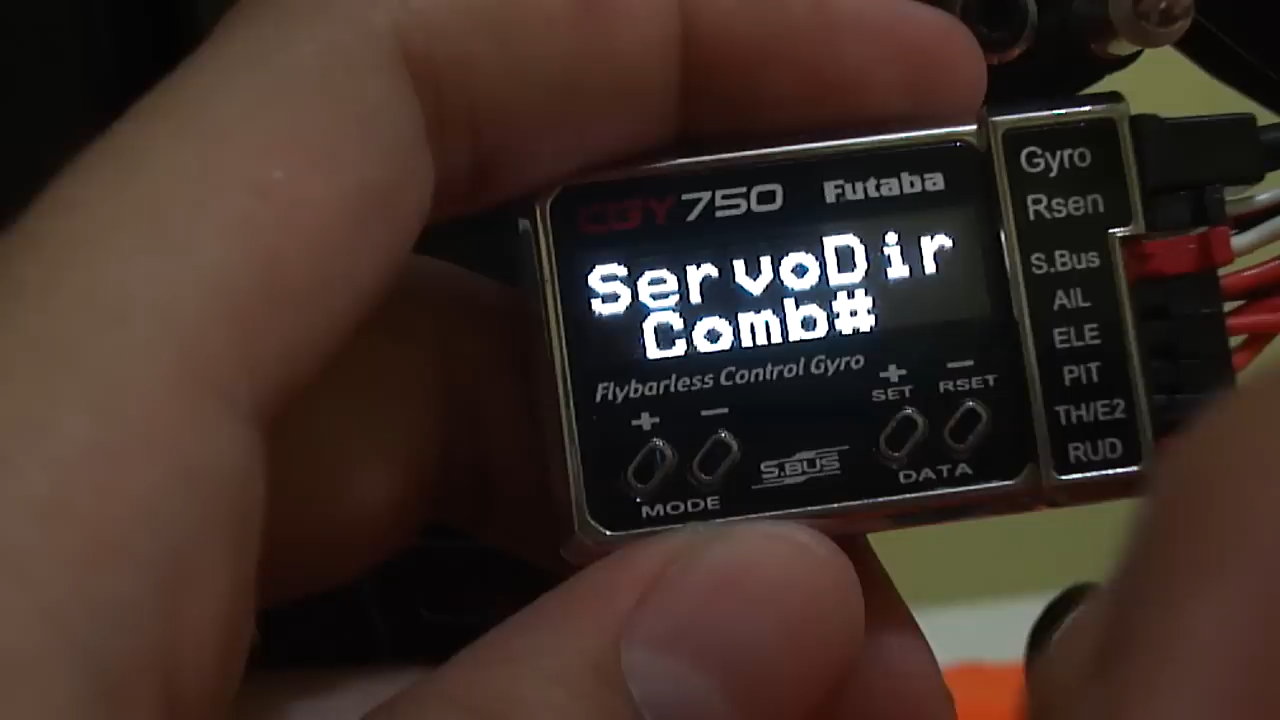 CGY750 Futaba
ServoDir
Comb#
Flybarless Control Gyro
+ − + −
SET RSET
S.BUS
MODE DATA
Gyro
Rsen
S.Bus
AIL
ELE
PIT
TH/E2
RUD